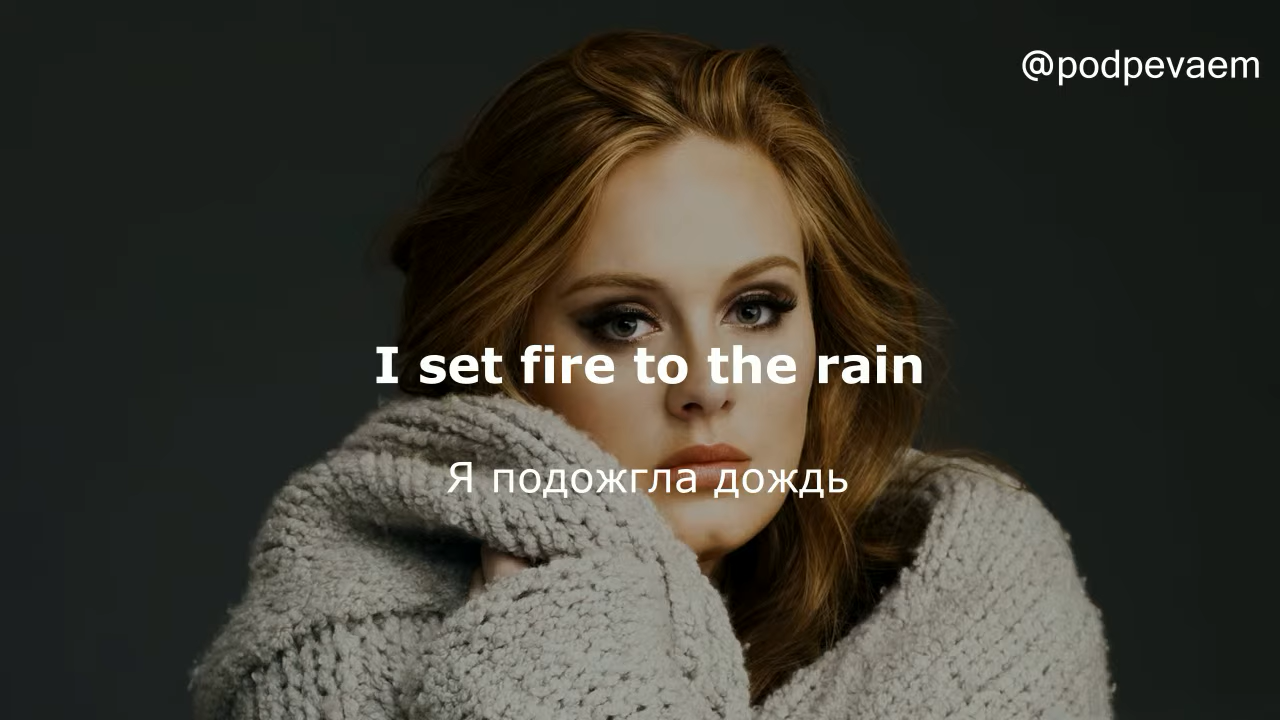 @podpevaem
I set fire to the rain
Я подожгла дождь